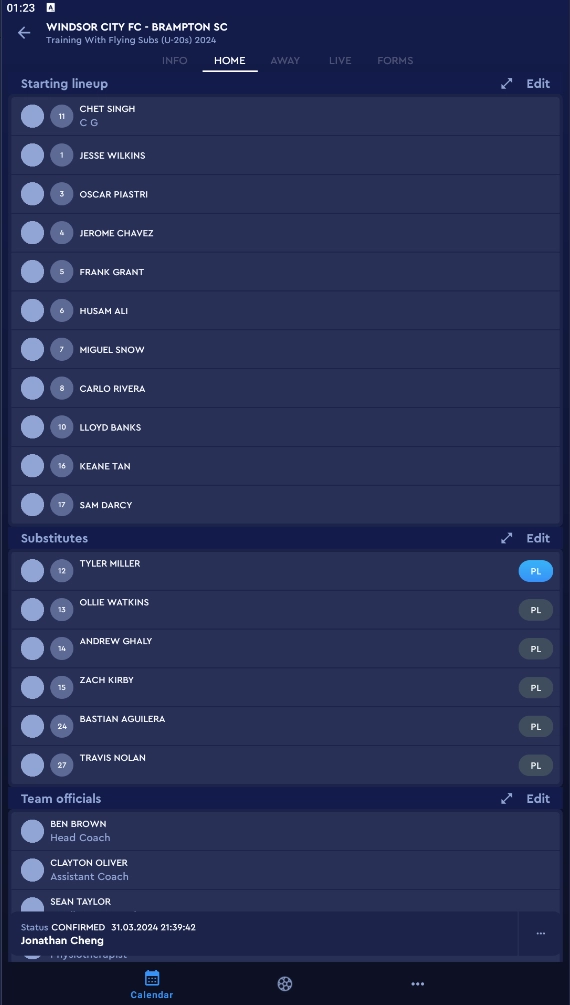 01:23 A
WINDSOR CITY FC - BRAMPTON SC
Training With Flying Subs (U-20s) 2024
INFO HOME AWAY LIVE FORMS
Starting lineup Edit
11 CHET SINGH
C G
1 JESSE WILKINS
3 OSCAR PIASTRI
4 JEROME CHAVEZ
5 FRANK GRANT
6 HUSAM ALI
7 MIGUEL SNOW
8 CARLO RIVERA
10 LLOYD BANKS
16 KEANE TAN
17 SAM DARCY
Substitutes Edit
12 TYLER MILLER PL
13 OLLIE WATKINS PL
14 ANDREW GHALY PL
15 ZACH KIRBY PL
24 BASTIAN AGUILERA PL
27 TRAVIS NOLAN PL
Team officials Edit
BEN BROWN
Head Coach
CLAYTON OLIVER
Assistant Coach
SEAN TAYLOR
Status CONFIRMED 31.03.2024 21:39:42
Jonathan Cheng
Physiotherapist
Calendar